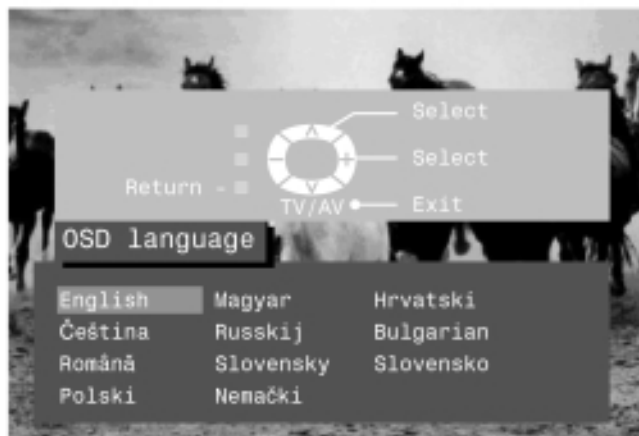 Select
Select
Return -
TV/AV Exit
OSD language
English Magyar Hrvatski
Čeština Russkij Bulgarian
Română Slovensky Slovensko
Polski Nemački